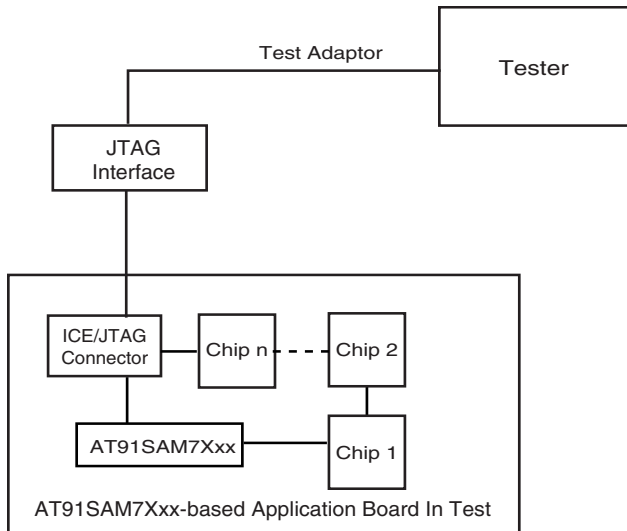 Test Adaptor
Tester
JTAG
Interface
ICE/JTAG
Connector
Chip n
Chip 2
AT91SAM7Xxx
Chip 1
AT91SAM7Xxx-based Application Board In Test